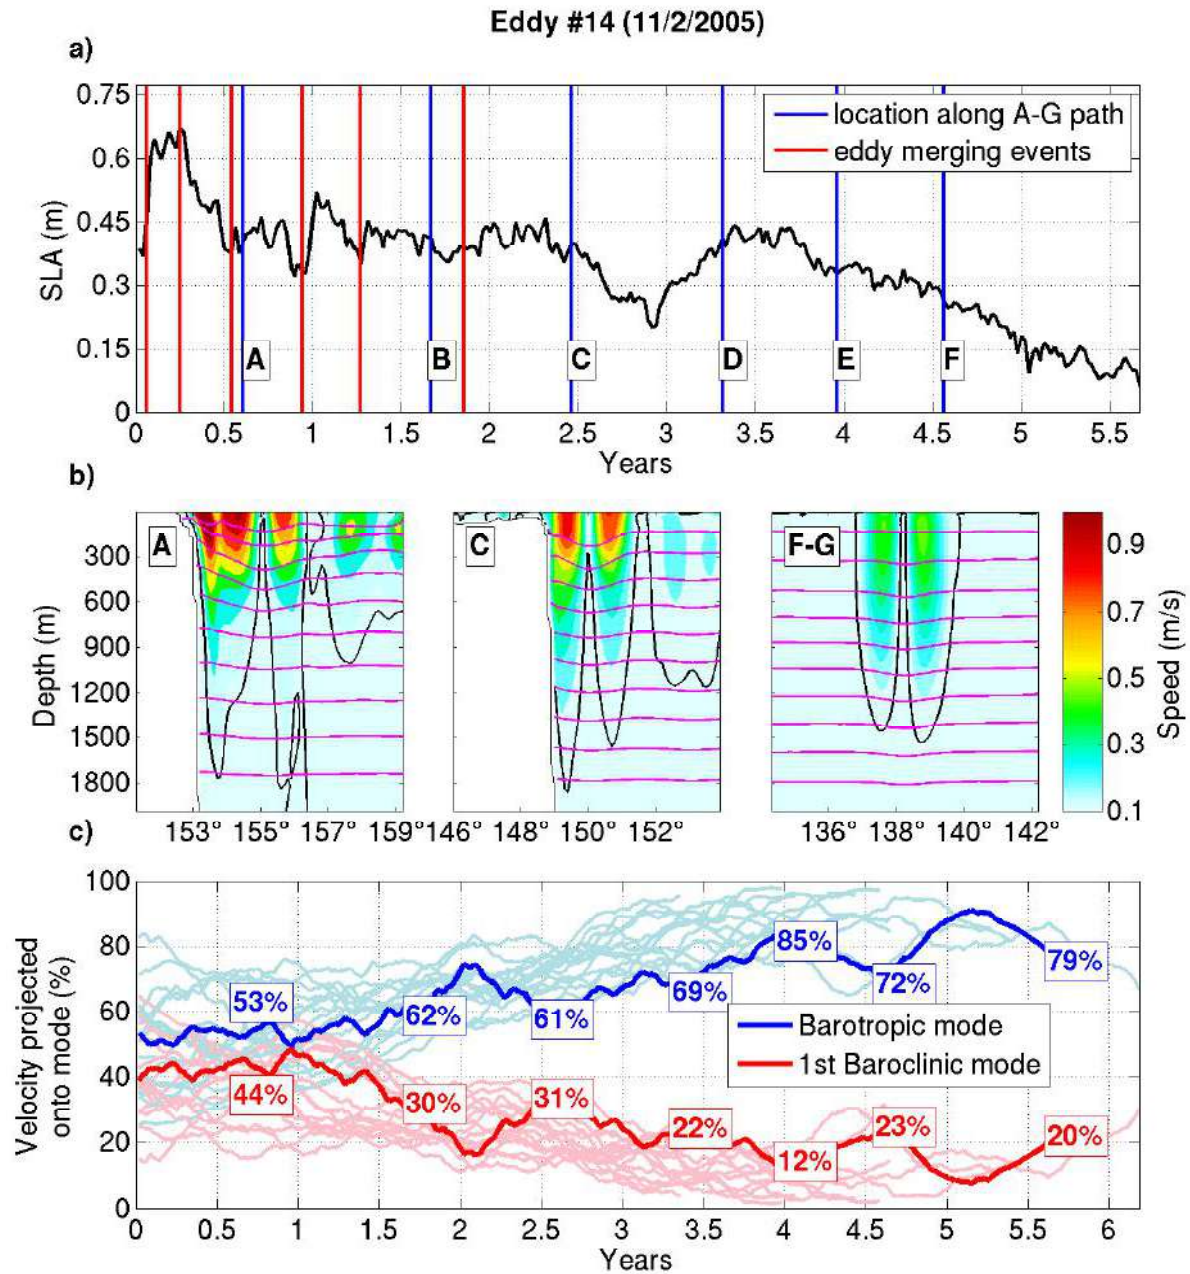 Eddy #14 (11/2/2005)
a)
0.75
0.6
0.45
0.3
0.15
0
SLA (m)
location along A-G path
eddy merging events
A
B
C
D
E
F
0 0.5 1 1.5 2 2.5 3 3.5 4 4.5 5 5.5
Years
b)
A
C
F-G
300
600
900
1200
1500
1800
Depth (m)
153° 155° 157° 159°
146° 148° 150° 152°
136° 138° 140° 142°
0.9
0.7
0.5
0.3
0.1
Speed (m/s)
c)
100
80
60
40
20
0
Velocity projected
onto mode (%)
53%
62%
61%
69%
85%
72%
79%
44%
30%
31%
22%
12%
23%
20%
Barotropic mode
1st Baroclinic mode
0 0.5 1 1.5 2 2.5 3 3.5 4 4.5 5 5.5 6
Years